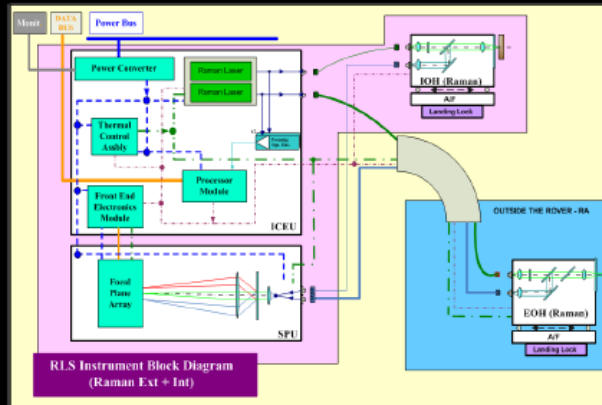 Monit
DATA
BUS
Power Bus
Power Converter
Raman Laser
Raman Laser
IOH (Raman)
A/F
Landing Lock
Thermal
Control
Assbly
Processor
Module
Front End
Electronics
Module
ICEU
OUTSIDE THE ROVER - RA
Focal
Plane
Array
SPU
EOH (Raman)
A/F
Landing Lock
RLS Instrument Block Diagram
(Raman Ext + Int)